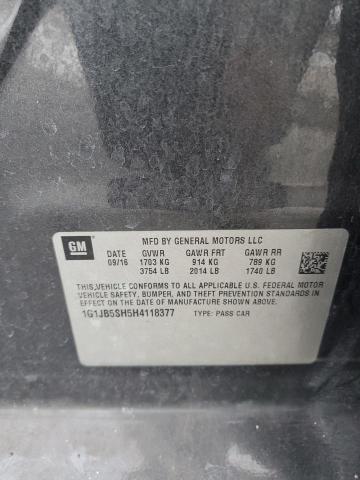 GM
MFD BY GENERAL MOTORS LLC
DATE GVWR GAWR FRT GAWR RR
09/16 1703 KG 914 KG 789 KG
3754 LB 2014 LB 1740 LB
THIS VEHICLE CONFORMS TO ALL APPLICABLE U.S. FEDERAL MOTOR
VEHICLE SAFETY, BUMPER, AND THEFT PREVENTION STANDARDS IN
EFFECT ON THE DATE OF MANUFACTURE SHOWN ABOVE.
1G1JB5SH5H4118377 TYPE: PASS CAR